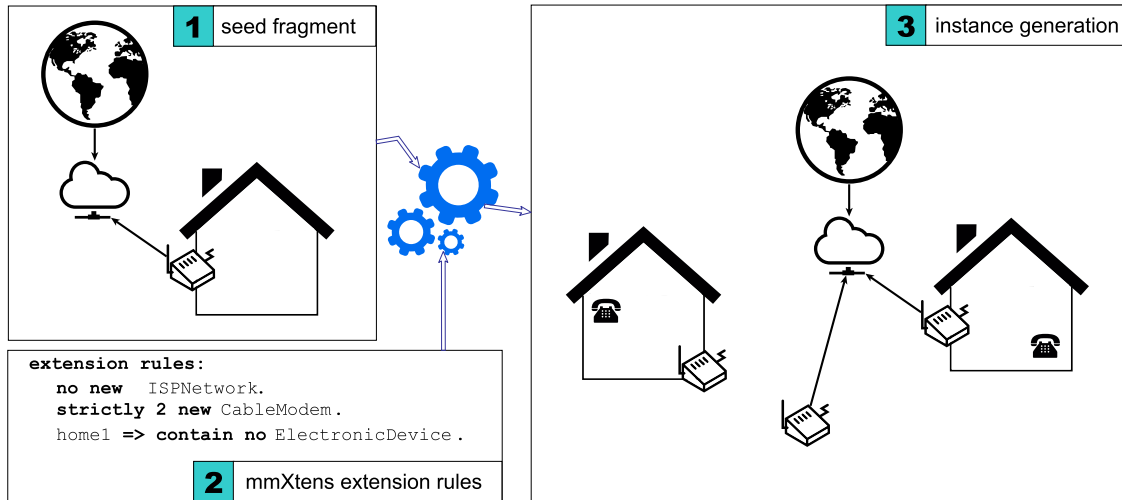 1 seed fragment
3 instance generation
extension rules:
no new ISPNetwork.
strictly 2 new CableModem.
home1 => contain no ElectronicDevice.
2 mmXtens extension rules